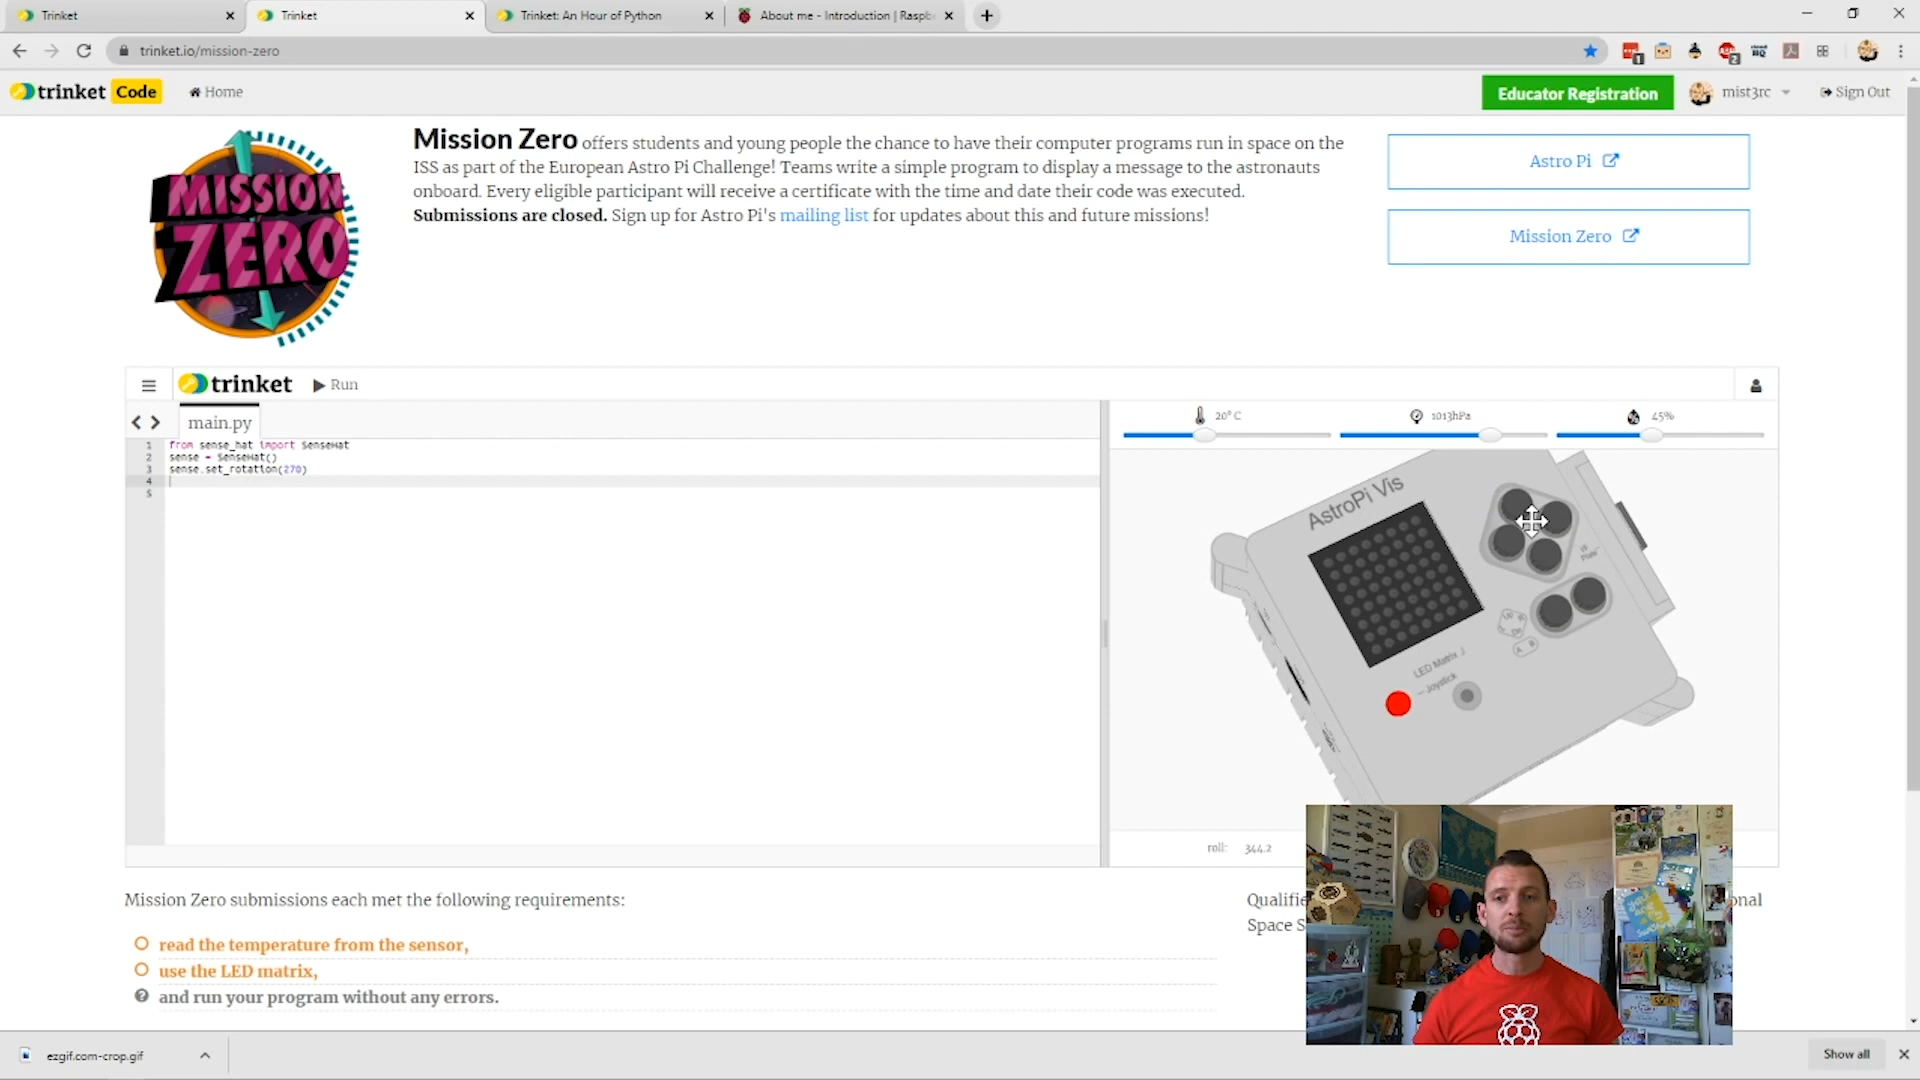 Trinket
Trinket
Trinket: An Hour of Python
About me - Introduction | Raspb
trinket.io/mission-zero
trinket Code
Home
Educator Registration
mist3rc
Sign Out
MISSION
ZERO
Mission Zero offers students and young people the chance to have their computer programs run in space on the
ISS as part of the European Astro Pi Challenge! Teams write a simple program to display a message to the astronauts
onboard. Every eligible participant will receive a certificate with the time and date their code was executed.
Submissions are closed. Sign up for Astro Pi's mailing list for updates about this and future missions!
Astro Pi
Mission Zero
trinket
Run
main.py
20° C
1013hPa
45%
1 from sense_hat import SenseHat
2 sense = SenseHat()
3 sense.set_rotation(270)
4
5
AstroPi Vis
LED Matrix
Joystick
roll: 344.2
Mission Zero submissions each met the following requirements:
read the temperature from the sensor,
use the LED matrix,
and run your program without any errors.
Qualifie
onal
Space S
ezgif.com-crop.gif
Show all